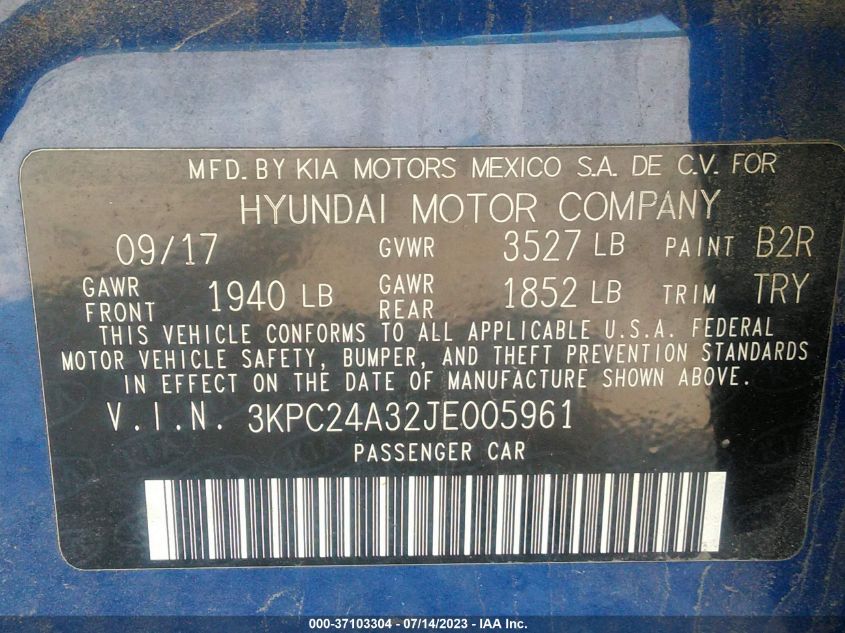 MFD. BY KIA MOTORS MEXICO S.A. DE C.V. FOR
HYUNDAI MOTOR COMPANY
09/17 GVWR 3527 LB PAINT B2R
GAWR FRONT 1940 LB GAWR REAR 1852 LB TRIM TRY
THIS VEHICLE CONFORMS TO ALL APPLICABLE U.S.A. FEDERAL
MOTOR VEHICLE SAFETY, BUMPER, AND THEFT PREVENTION STANDARDS
IN EFFECT ON THE DATE OF MANUFACTURE SHOWN ABOVE.
V.I.N. 3KPC24A32JE005961
PASSENGER CAR
000-37103304 / 07/14/2023 - IAA Inc.